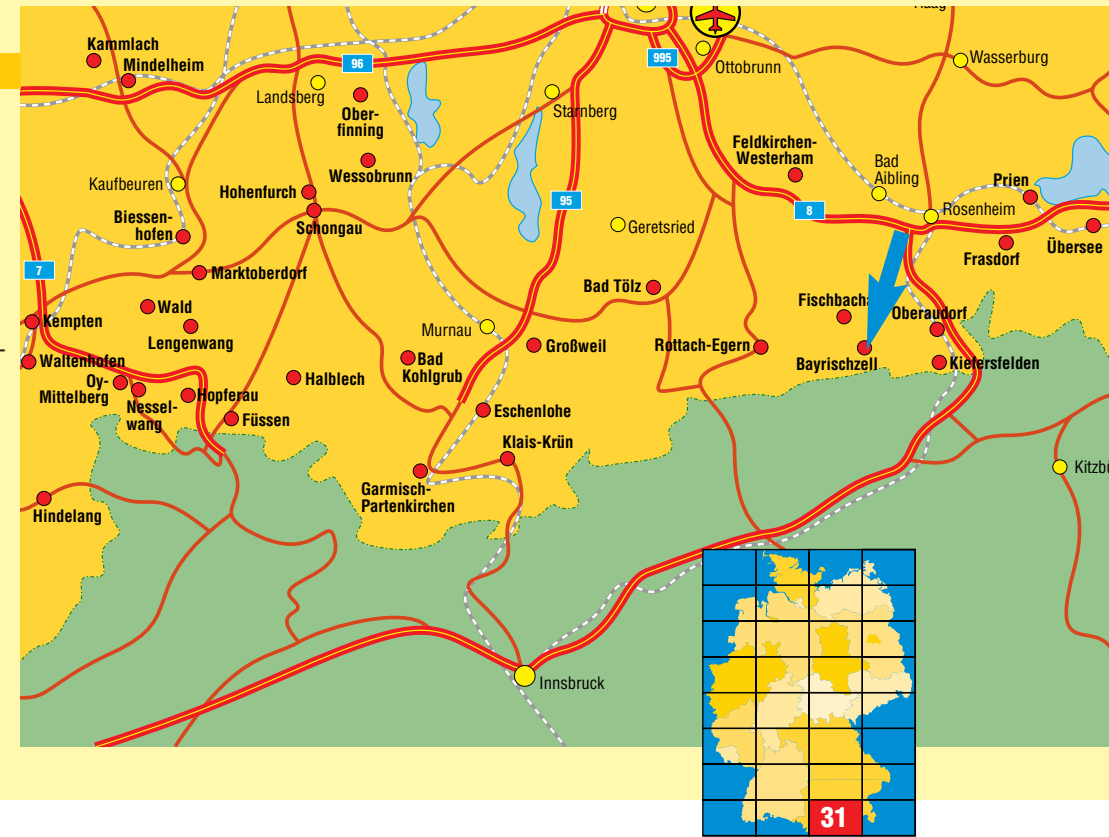 Haag
Kammlach
Mindelheim
96
995
Ottobrunn
Wasserburg
Landsberg
Ober-
finning
Starnberg
Wessobrunn
Feldkirchen-
Westerham
Bad
Aibling
Prien
Kaufbeuren
Hohenfurch
Schongau
95
8
Rosenheim
Biessen-
hofen
Geretsried
Frasdorf
Übersee
7
Marktoberdorf
Bad Tölz
Wald
Fischbach
Oberaudorf
Kempten
Lengenwang
Murnau
Großweil
Rottach-Egern
Bayrischzell
Kiefersfelden
Waltenhofen
Bad
Kohlgrub
Oy-
Mittelberg
Nessel-
wang
Hopferau
Halblech
Füssen
Eschenlohe
Klais-Krün
Garmisch-
Partenkirchen
Kitzbü
Hindelang
Innsbruck
31